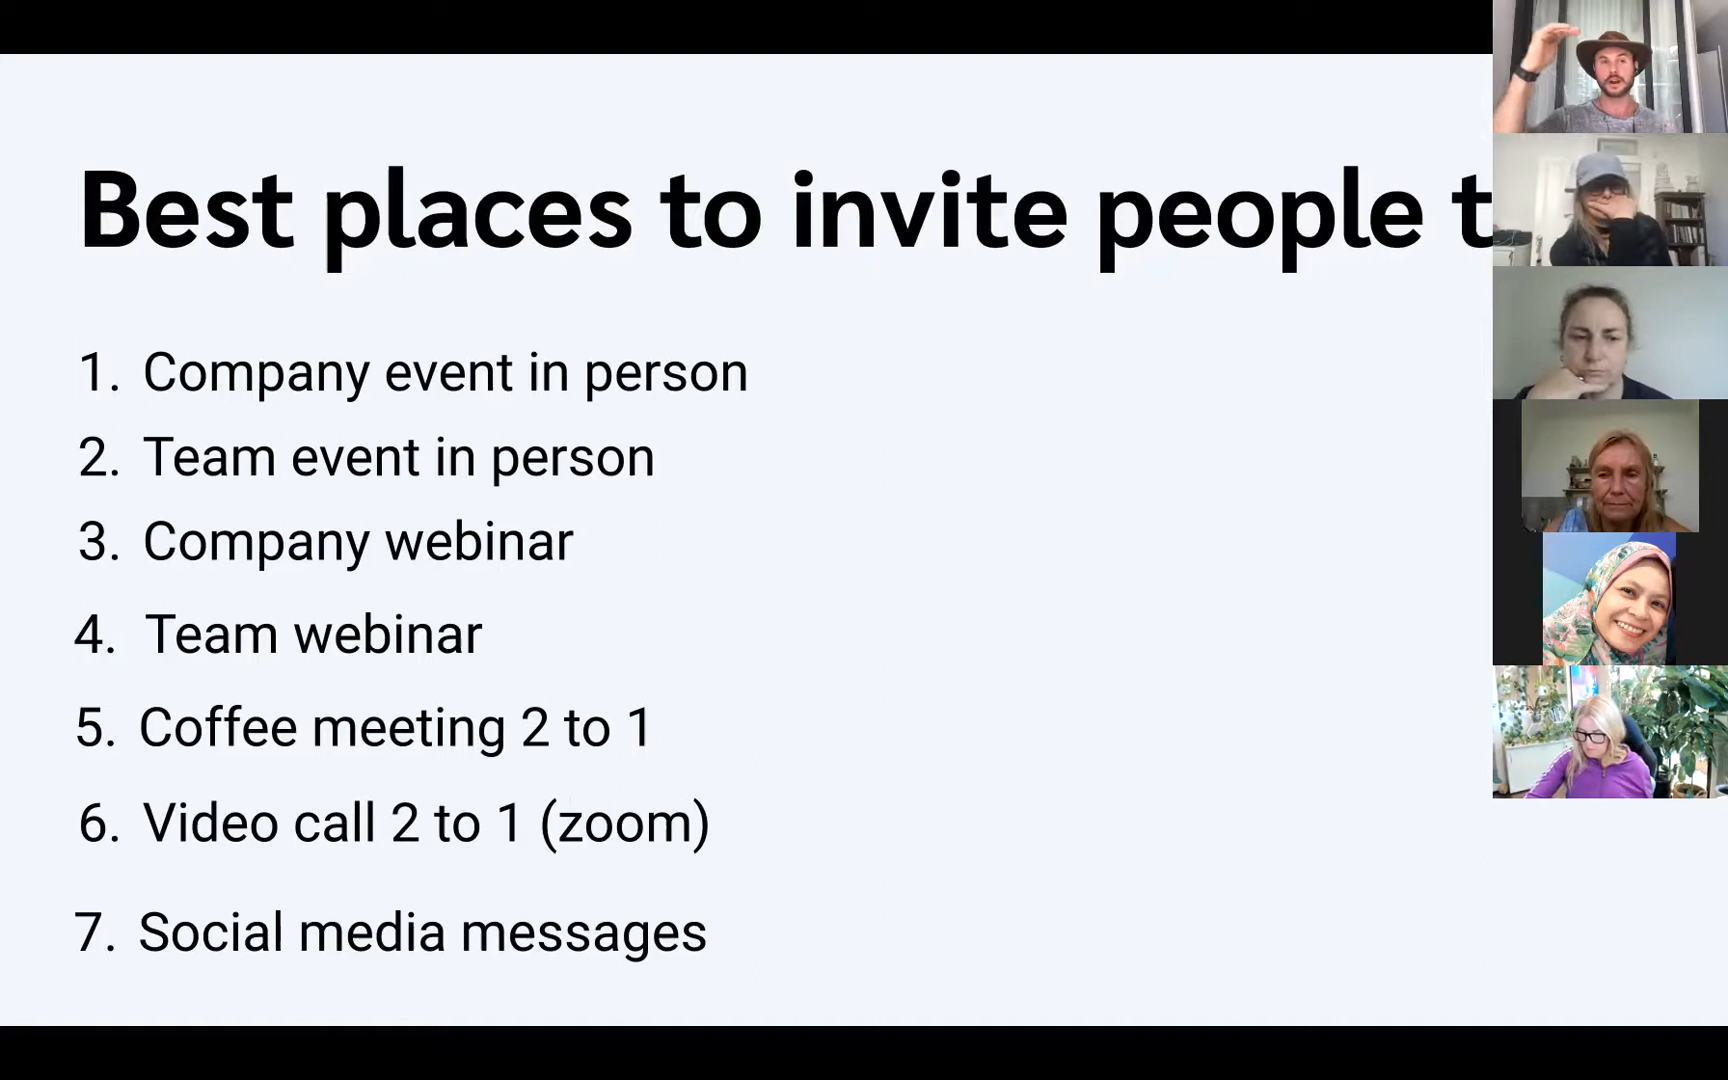 Best places to invite people t
1. Company event in person
2. Team event in person
3. Company webinar
4. Team webinar
5. Coffee meeting 2 to 1
6. Video call 2 to 1 (zoom)
7. Social media messages